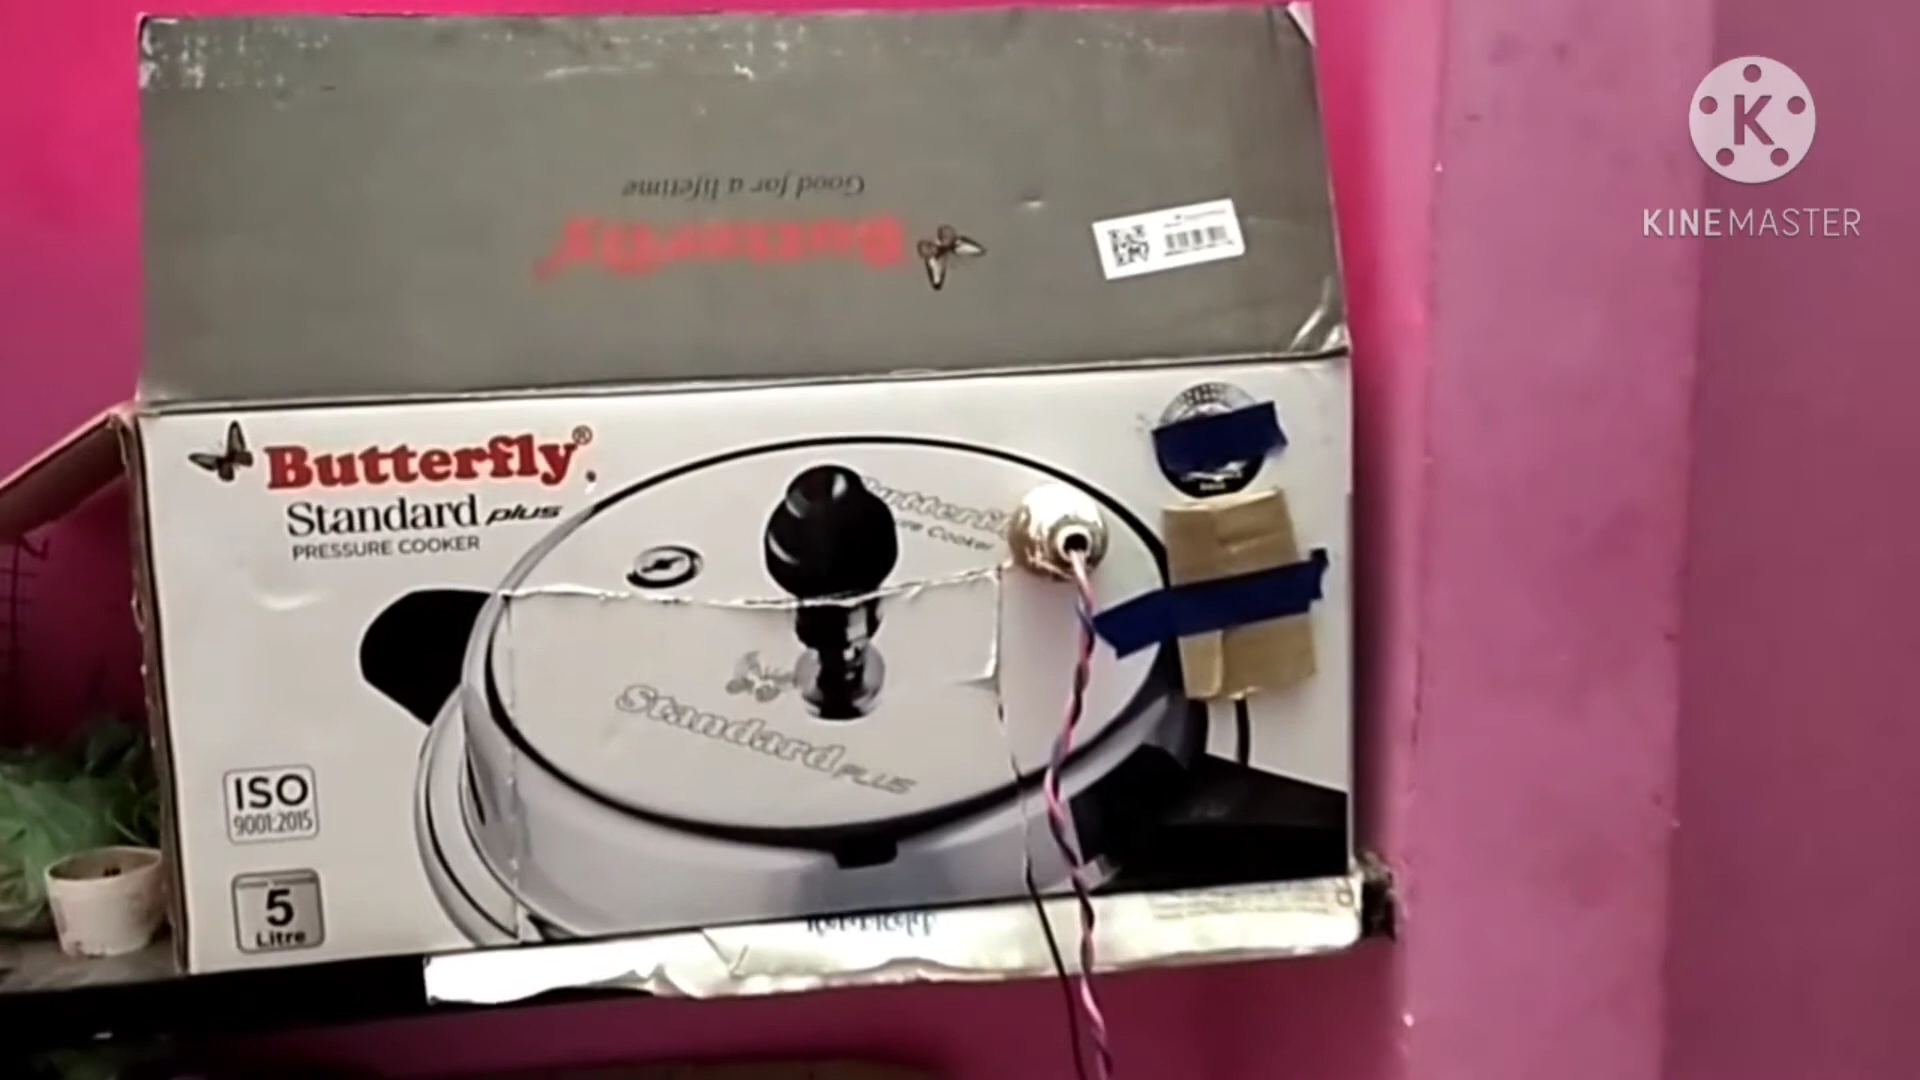 Good for a lifetime
Butterfly
Butterfly®
Standard plus
PRESSURE COOKER
Butterfly
Cooker
Standard PLUS
ISO
9001:2015
5
Litre
K
KINEMASTER